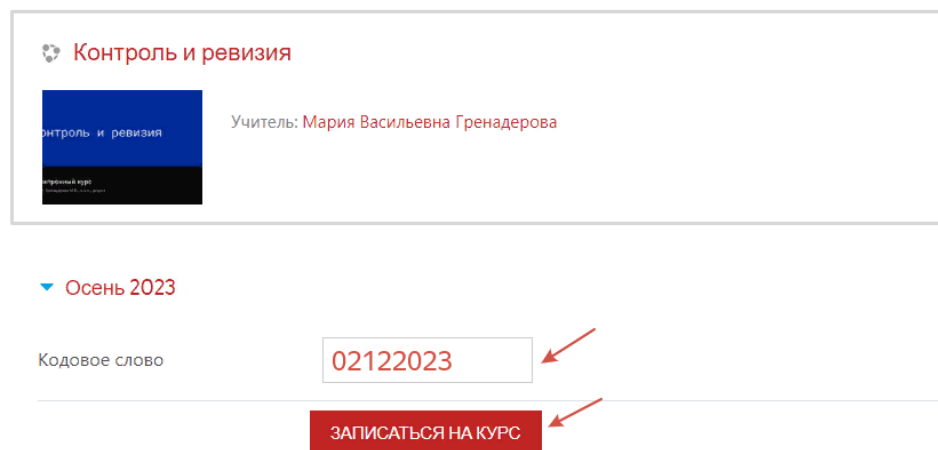 Контроль и ревизия
онтроль и ревизия
Учитель: Мария Васильевна Гренадерова
Осень 2023
Кодовое слово
02122023
ЗАПИСАТЬСЯ НА КУРС